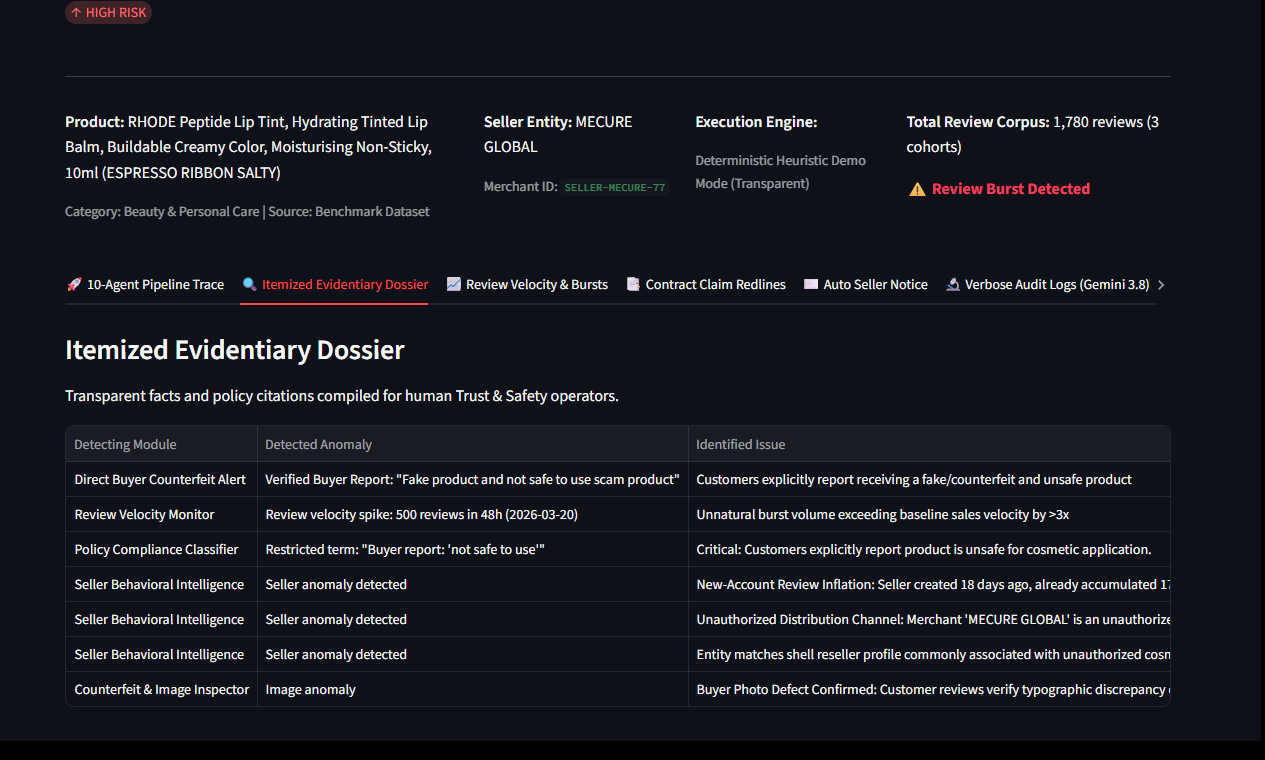 ↑ HIGH RISK
Product: RHODE Peptide Lip Tint, Hydrating Tinted Lip
Balm, Buildable Creamy Color, Moisturising Non-Sticky,
10ml (ESPRESSO RIBBON SALTY)
Category: Beauty & Personal Care | Source: Benchmark Dataset
Seller Entity: MECURE
GLOBAL
Merchant ID: SELLER-MECURE-77
Execution Engine:
Deterministic Heuristic Demo
Mode (Transparent)
Total Review Corpus: 1,780 reviews (3
cohorts)
⚠️ Review Burst Detected
🚀 10-Agent Pipeline Trace
🔍 Itemized Evidentiary Dossier
📈 Review Velocity & Bursts
📑 Contract Claim Redlines
✉️ Auto Seller Notice
🔬 Verbose Audit Logs (Gemini 3.8)
Itemized Evidentiary Dossier
Transparent facts and policy citations compiled for human Trust & Safety operators.
Detecting Module Detected Anomaly Identified Issue
Direct Buyer Counterfeit Alert Verified Buyer Report: "Fake product and not safe to use scam product" Customers explicitly report receiving a fake/counterfeit and unsafe product
Review Velocity Monitor Review velocity spike: 500 reviews in 48h (2026-03-20) Unnatural burst volume exceeding baseline sales velocity by >3x
Policy Compliance Classifier Restricted term: "Buyer report: 'not safe to use'" Critical: Customers explicitly report product is unsafe for cosmetic application.
Seller Behavioral Intelligence Seller anomaly detected New-Account Review Inflation: Seller created 18 days ago, already accumulated
Seller Behavioral Intelligence Seller anomaly detected Unauthorized Distribution Channel: Merchant 'MECURE GLOBAL' is an
Seller Behavioral Intelligence Seller anomaly detected Entity matches shell reseller profile commonly associated with unauthorized
Counterfeit & Image Inspector Image anomaly Buyer Photo Defect Confirmed: Customer reviews verify typographic discrepancy